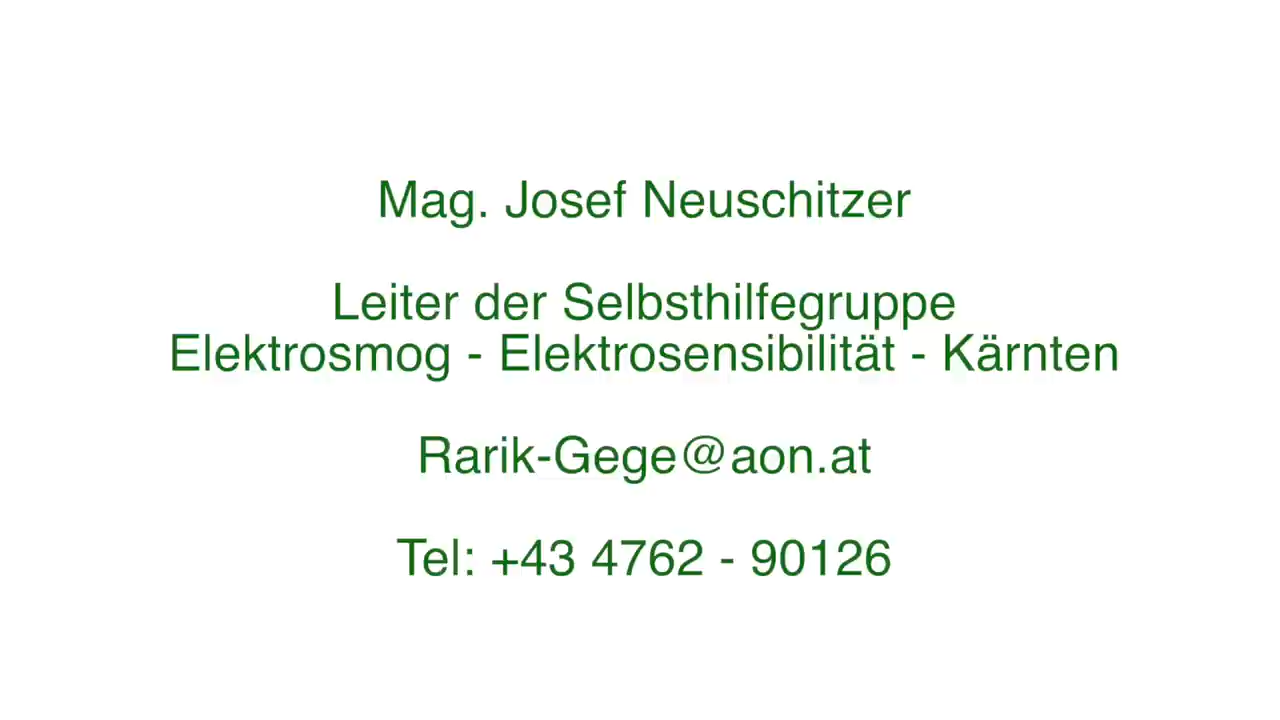 Mag. Josef Neuschitzer
Leiter der Selbsthilfegruppe
Elektrosmog - Elektrosensibilität - Kärnten
Rarik-Gege@aon.at
Tel: +43 4762 - 90126